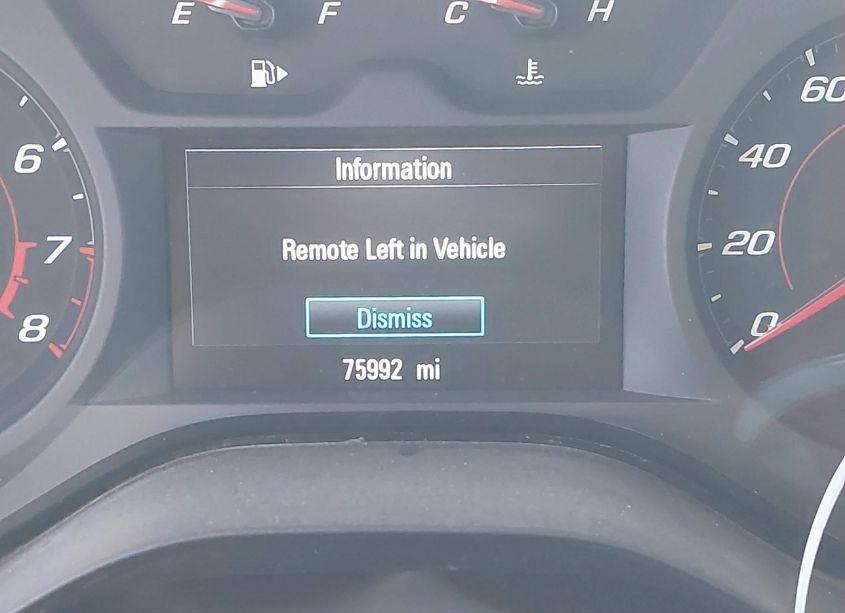 E F C H
60
6 Information 40
7 Remote Left in Vehicle 20
8 Dismiss 0
75992 mi